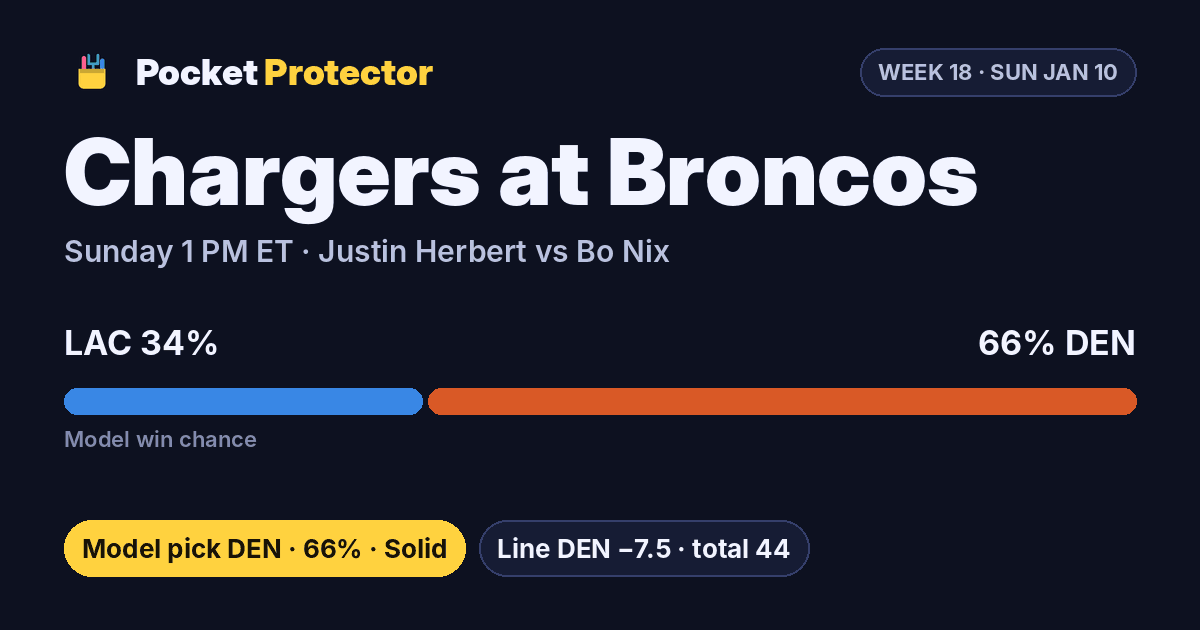 Pocket Protector
WEEK 18 · SUN JAN 10
Chargers at Broncos
Sunday 1 PM ET · Justin Herbert vs Bo Nix
LAC 34%
66% DEN
Model win chance
Model pick DEN · 66% · Solid
Line DEN −7.5 · total 44